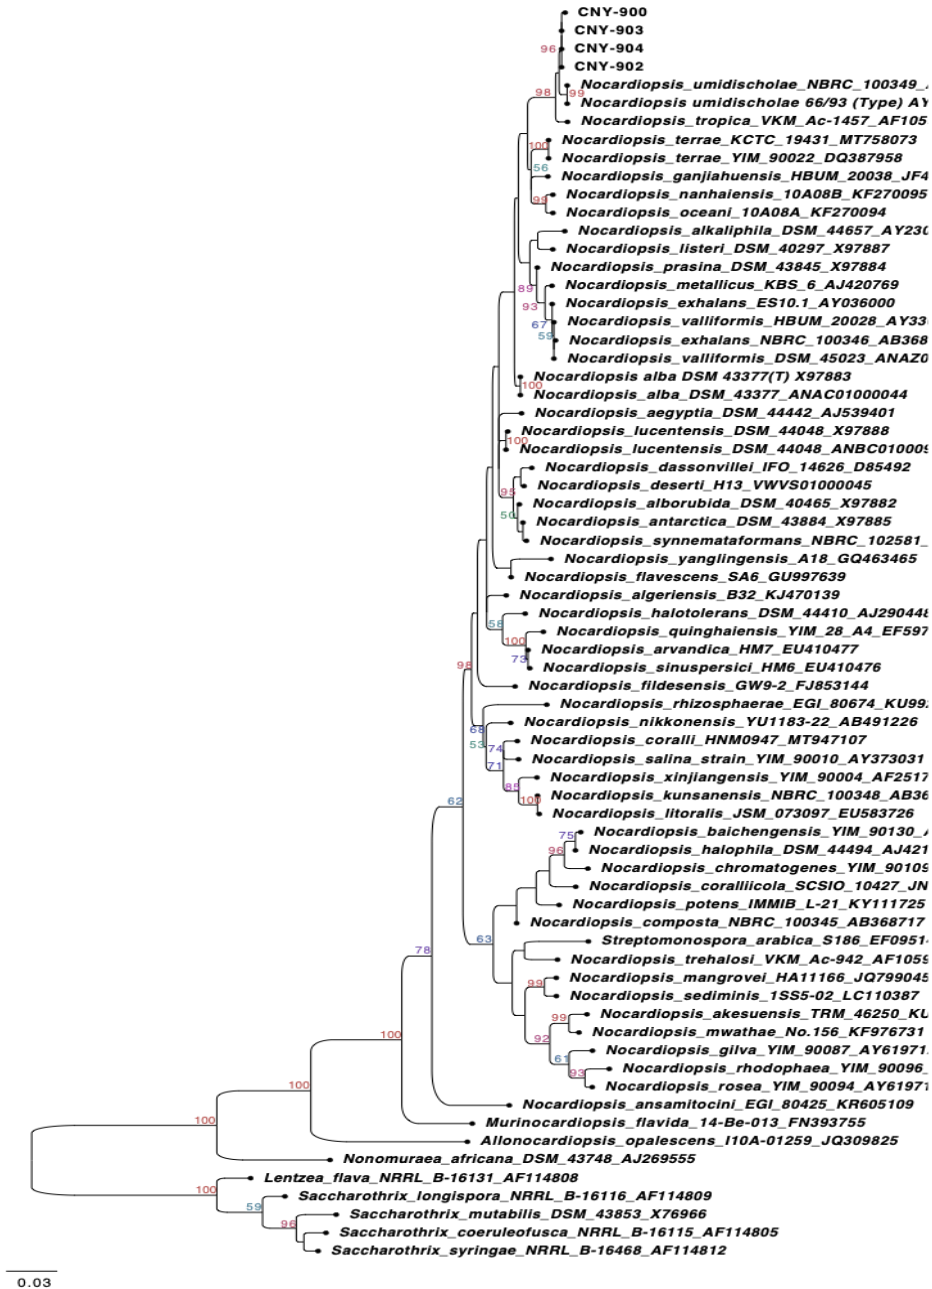 CNY-900
CNY-903
96 CNY-904
CNY-902
Nocardiopsis_umidischolae_NBRC_100349_
98 99 Nocardiopsis umidischolae 66/93 (Type) AY
Nocardiopsis_tropica_VKM_Ac-1457_AF105
100 Nocardiopsis_terrae_KCTC_19431_MT758073
56 Nocardiopsis_terrae_YIM_90022_DQ387958
Nocardiopsis_ganjiahuensis_HBUM_20038_JF4
99 Nocardiopsis_nanhaiensis_10A08B_KF270095
Nocardiopsis_oceani_10A08A_KF270094
Nocardiopsis_alkaliphila_DSM_44657_AY230
Nocardiopsis_listeri_DSM_40297_X97887
Nocardiopsis_prasina_DSM_43845_X97884
89 Nocardiopsis_metallicus_KBS_6_AJ420769
93 Nocardiopsis_exhalans_ES10.1_AY036000
67 Nocardiopsis_valliformis_HBUM_20028_AY33
59 Nocardiopsis_exhalans_NBRC_100346_AB368
Nocardiopsis_valliformis_DSM_45023_ANAZ0
Nocardiopsis alba DSM 43377(T) X97883
100 Nocardiopsis_alba_DSM_43377_ANAC01000044
Nocardiopsis_aegyptia_DSM_44442_AJ539401
Nocardiopsis_lucentensis_DSM_44048_X97888
100 Nocardiopsis_lucentensis_DSM_44048_ANBC010009
Nocardiopsis_dassonvillei_IFO_14626_D85492
95 Nocardiopsis_deserti_H13_VWVS01000045
Nocardiopsis_alborubida_DSM_40465_X97882
50 Nocardiopsis_antarctica_DSM_43884_X97885
Nocardiopsis_synnemataformans_NBRC_102581_
Nocardiopsis_yanglingensis_A18_GQ463465
Nocardiopsis_flavescens_SA6_GU997639
Nocardiopsis_algeriensis_B32_KJ470139
58 Nocardiopsis_halotolerans_DSM_44410_AJ290448
Nocardiopsis_quinghaiensis_YIM_28_A4_EF597
100 Nocardiopsis_arvandica_HM7_EU410477
73 Nocardiopsis_sinuspersici_HM6_EU410476
98 Nocardiopsis_fildesensis_GW9-2_FJ853144
Nocardiopsis_rhizosphaerae_EGI_80674_KU99
68 Nocardiopsis_nikkonensis_YU1183-22_AB491226
53 74 Nocardiopsis_coralli_HNM0947_MT947107
71 Nocardiopsis_salina_strain_YIM_90010_AY373031
85 Nocardiopsis_xinjiangensis_YIM_90004_AF2517
100 Nocardiopsis_kunsanensis_NBRC_100348_AB36
62 Nocardiopsis_litoralis_JSM_073097_EU583726
75 Nocardiopsis_baichengensis_YIM_90130_
96 Nocardiopsis_halophila_DSM_44494_AJ421
Nocardiopsis_chromatogenes_YIM_90109
Nocardiopsis_coralliicola_SCSIO_10427_JN
Nocardiopsis_potens_IMMIB_L-21_KY111725
Nocardiopsis_composta_NBRC_100345_AB368717
63 Streptomonospora_arabica_S186_EF0951
78 Nocardiopsis_trehalosi_VKM_Ac-942_AF1059
99 Nocardiopsis_mangrovei_HA11166_JQ799045
Nocardiopsis_sediminis_1SS5-02_LC110387
99 Nocardiopsis_akesuensis_TRM_46250_KU
100 92 Nocardiopsis_mwathae_No.156_KF976731
61 Nocardiopsis_gilva_YIM_90087_AY61971
93 Nocardiopsis_rhodophaea_YIM_90096_
100 Nocardiopsis_rosea_YIM_90094_AY61971
Nocardiopsis_ansamitocini_EGI_80425_KR605109
100 Murinocardiopsis_flavida_14-Be-013_FN393755
Allonocardiopsis_opalescens_I10A-01259_JQ309825
Nonomuraea_africana_DSM_43748_AJ269555
Lentzea_flava_NRRL_B-16131_AF114808
100 Saccharothrix_longispora_NRRL_B-16116_AF114809
59 Saccharothrix_mutabilis_DSM_43853_X76966
96 Saccharothrix_coeruleofusca_NRRL_B-16115_AF114805
Saccharothrix_syringae_NRRL_B-16468_AF114812
0.03